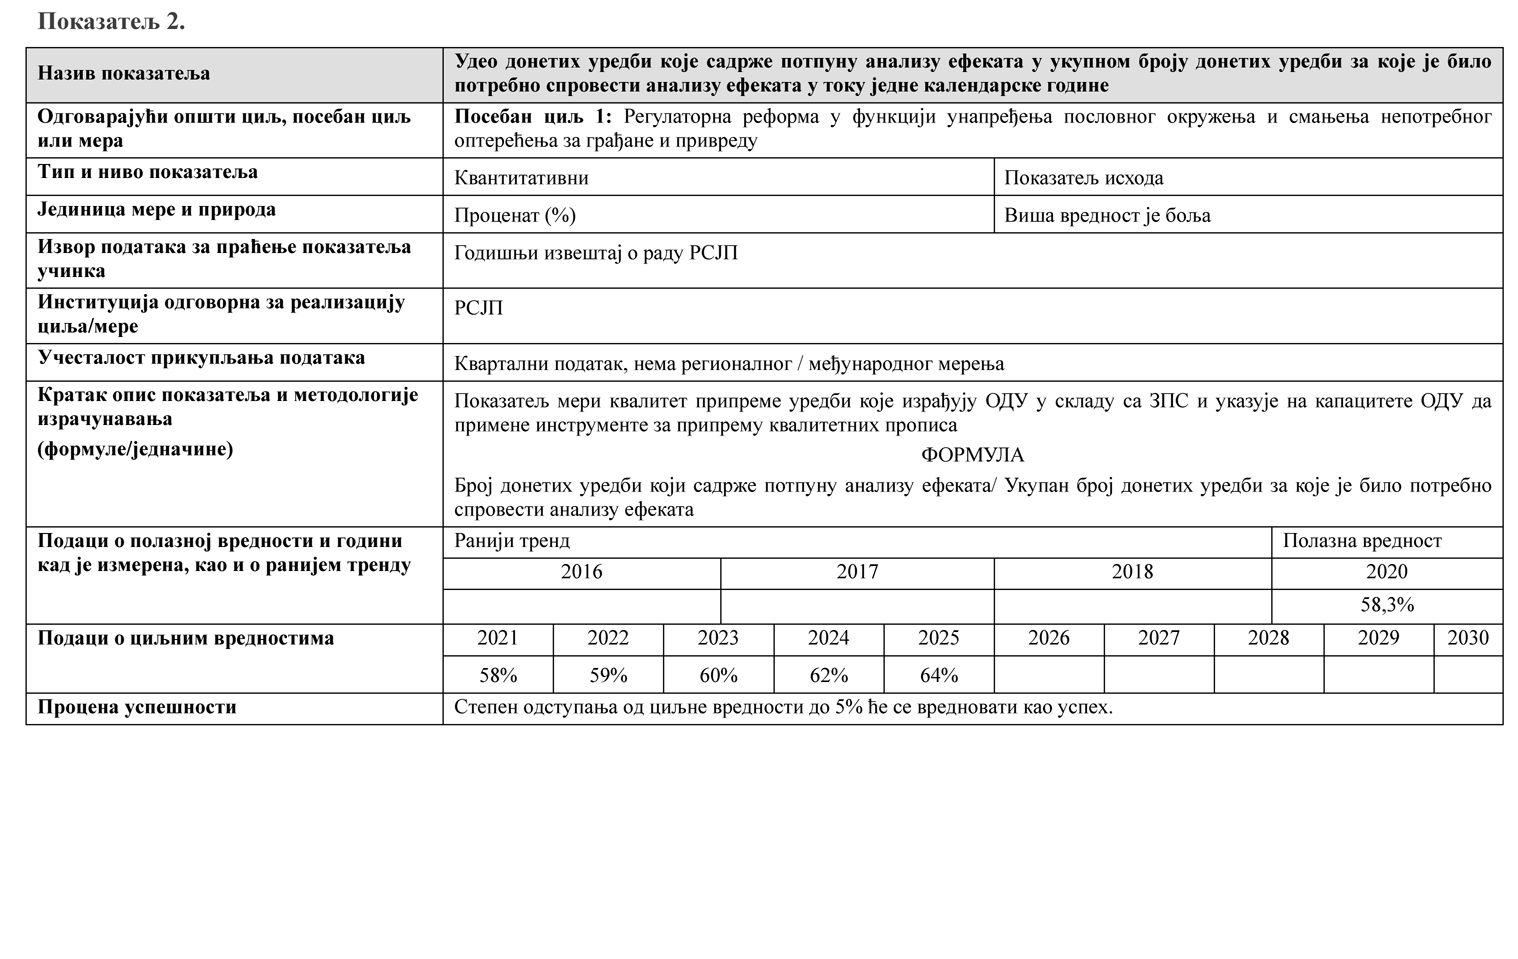 Показатељ 2.
Назив показатеља
Удео донетих уредби које садрже потпуну анализу ефеката у укупном броју донетих уредби за које је било
потребно спровести анализу ефеката у току једне календарске године
Одговарајући општи циљ, посебан циљ
или мера
Посебан циљ 1: Регулаторна реформа у функцији унапређења пословног окружења и смањења непотребног
оптерећења за грађане и привреду
Тип и ниво показатеља
Квантитативни
Показатељ исхода
Јединица мере и природа
Проценат (%)
Виша вредност је боља
Извор података за праћење показатеља
учинка
Годишњи извештај о раду РСЈП
Институција одговорна за реализацију
циља/мере
РСЈП
Учесталост прикупљања података
Квартални податак, нема регионалног / међународног мерења
Кратак опис показатеља и методологије
израчунавања
(формуле/једначине)
Показатељ мери квалитет припреме уредби које израђују ОДУ у складу са ЗПС и указује на капацитете ОДУ да
примене инструменте за припрему квалитетних прописа
ФОРМУЛА
Број донетих уредби који садрже потпуну анализу ефеката/ Укупан број донетих уредби за које је било потребно
спровести анализу ефеката
Подаци о полазној вредности и години
кад је измерена, као и о ранијем тренду
Ранији тренд
Полазна вредност
2016 2017 2018 2020
58,3%
Подаци о циљним вредностима
2021 2022 2023 2024 2025 2026 2027 2028 2029 2030
58% 59% 60% 62% 64%
Процена успешности
Степен одступања од циљне вредности до 5% ће се вредновати као успех.